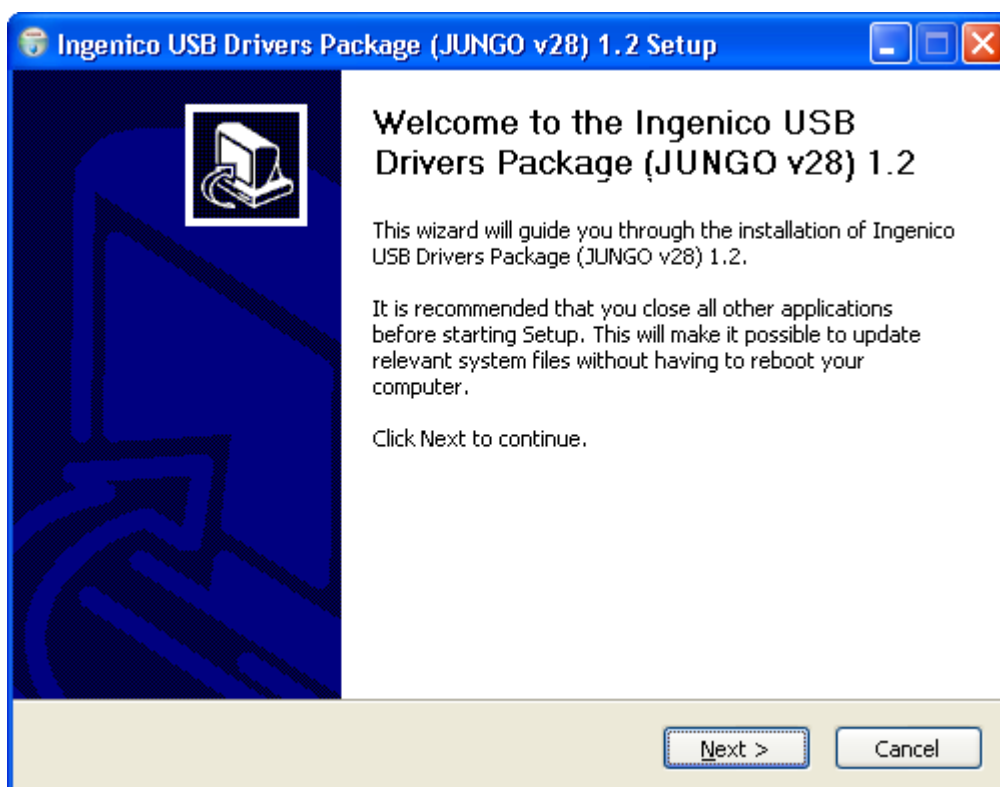 Ingenico USB Drivers Package (JUNGO v28) 1.2 Setup
Welcome to the Ingenico USB
Drivers Package (JUNGO v28) 1.2
This wizard will guide you through the installation of Ingenico
USB Drivers Package (JUNGO v28) 1.2.
It is recommended that you close all other applications
before starting Setup. This will make it possible to update
relevant system files without having to reboot your
computer.
Click Next to continue.
Next >
Cancel